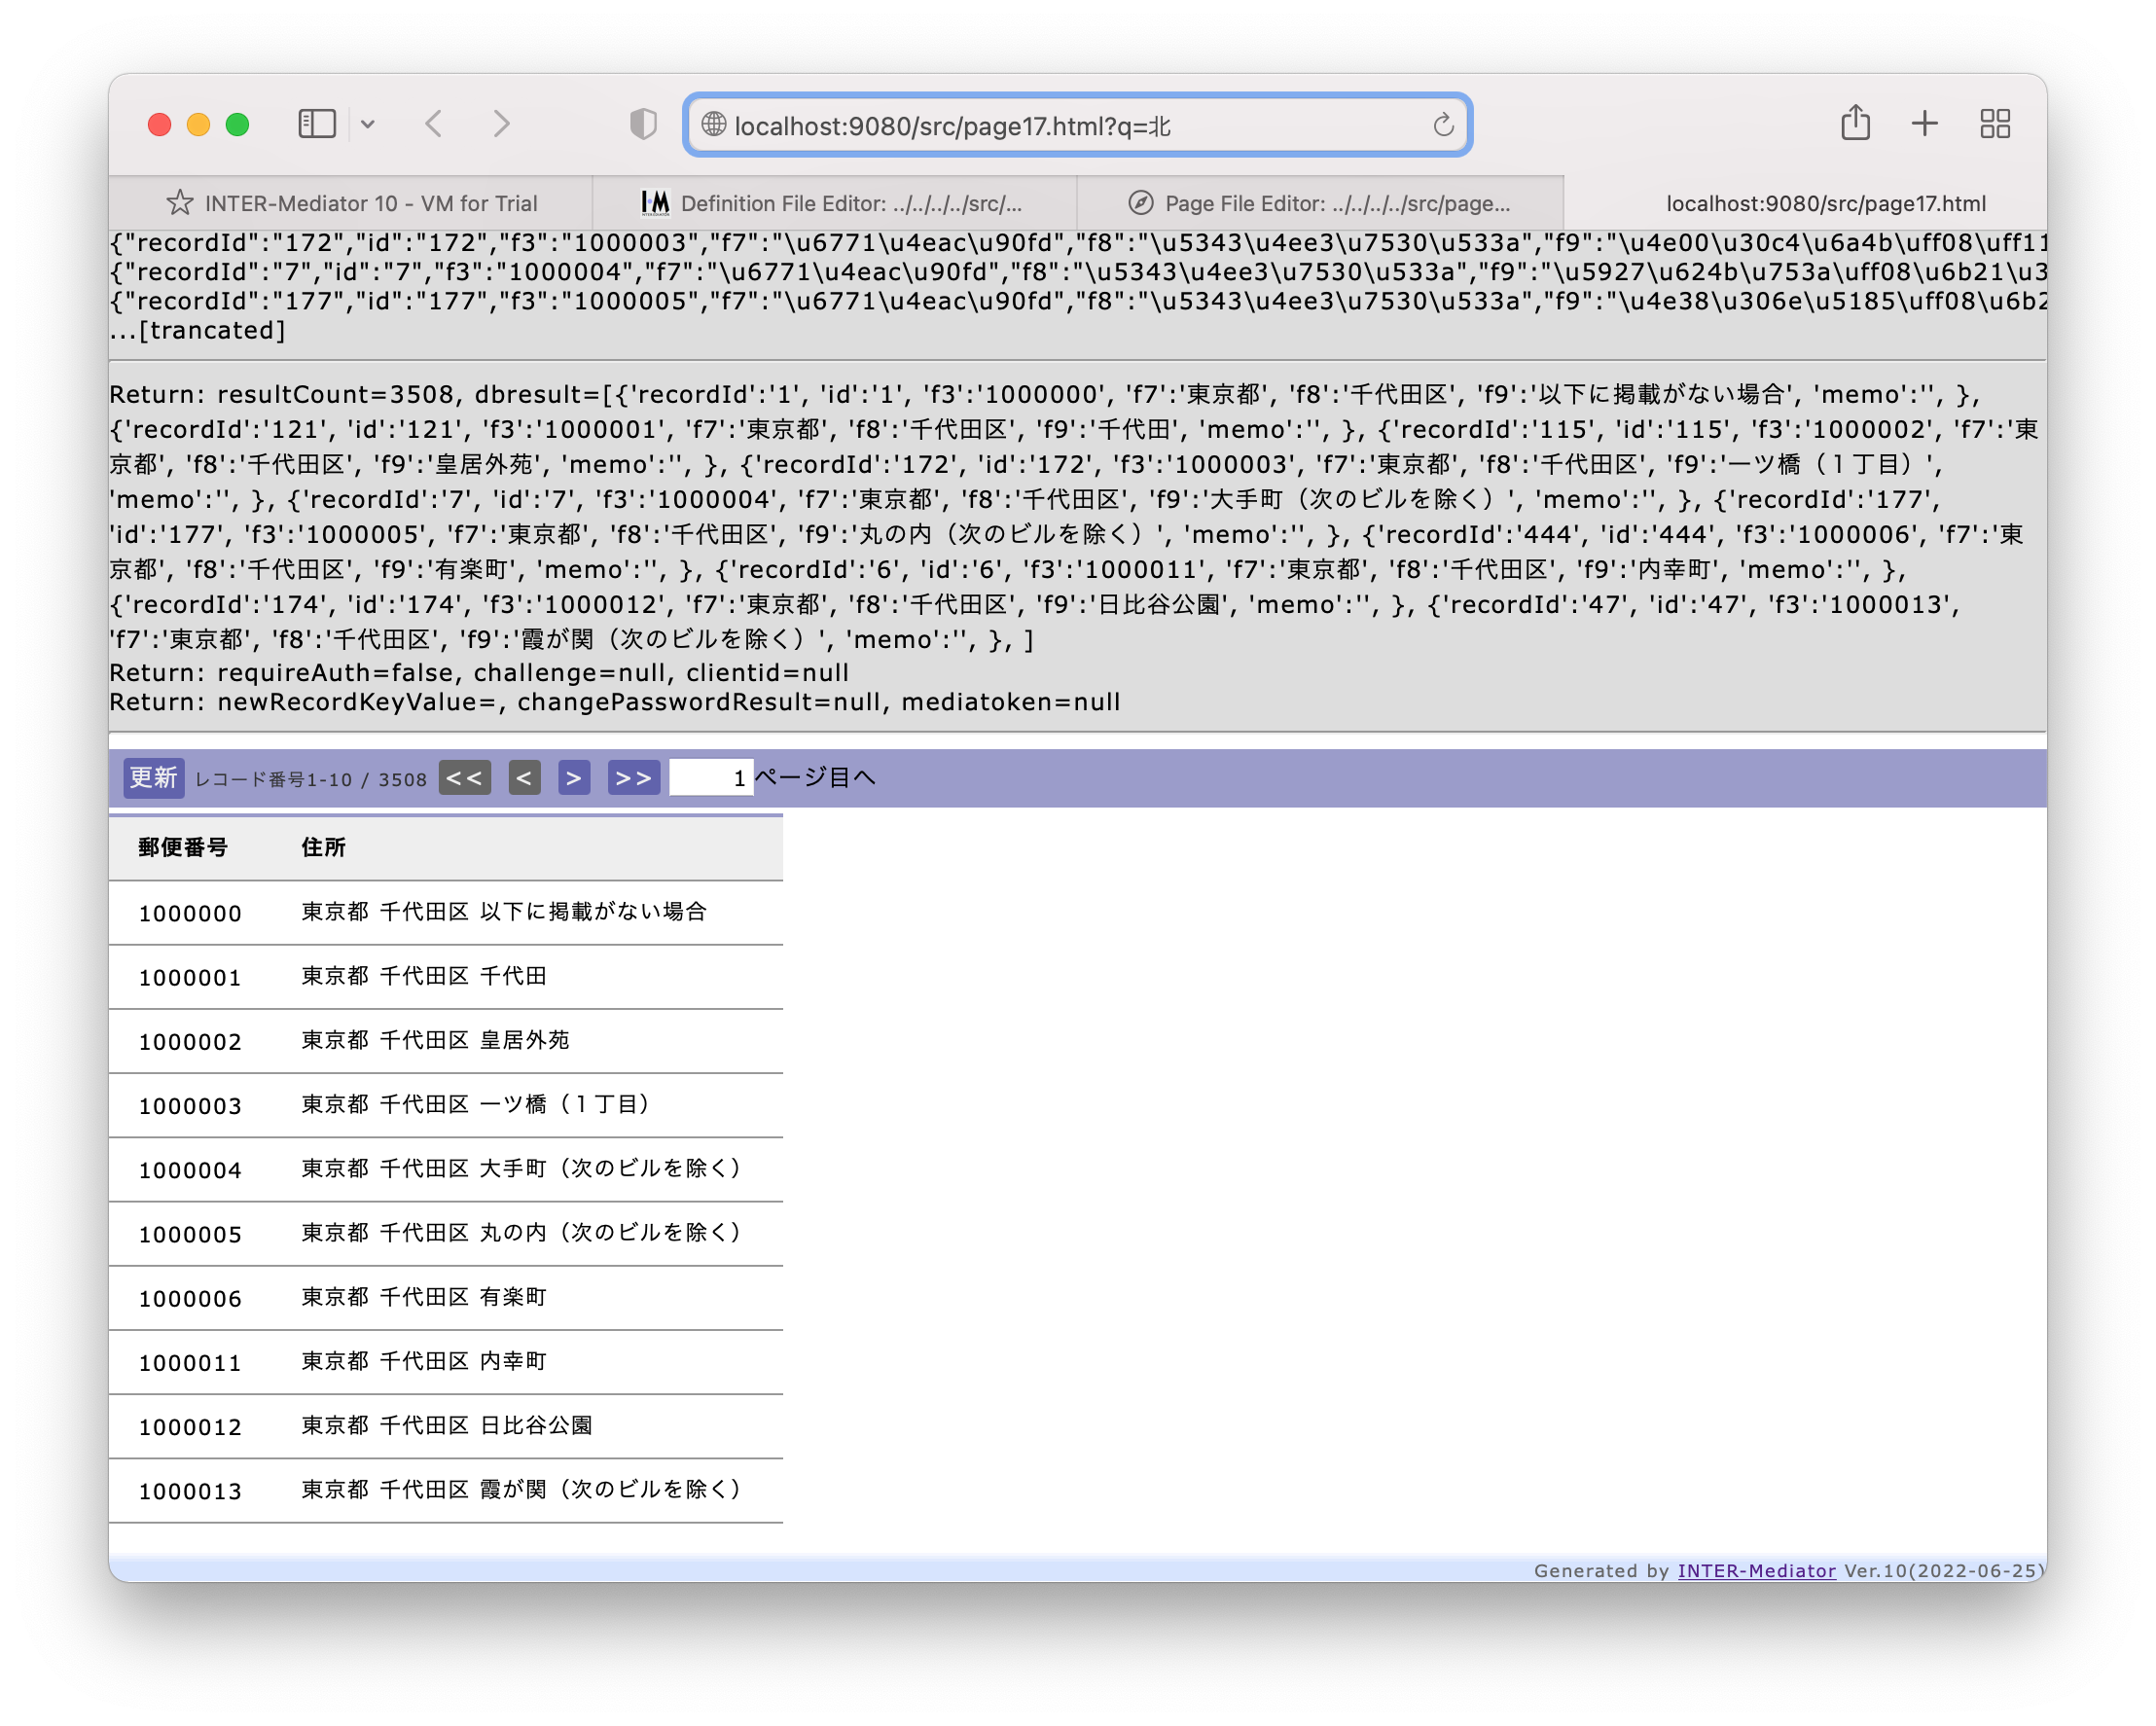 localhost:9080/src/page17.html?q=北
INTER-Mediator 10 - VM for Trial
Definition File Editor: ../../../../src/...
Page File Editor: ../../../../src/page...
localhost:9080/src/page17.html
{"recordId":"172","id":"172","f3":"1000003","f7":"\u6771\u4eac\u90fd","f8":"\u5343\u4ee3\u7530\u533a","f9":"\u4e00\u30c4\u6a4b\uff08\uff11
{"recordId":"7","id":"7","f3":"1000004","f7":"\u6771\u4eac\u90fd","f8":"\u5343\u4ee3\u7530\u533a","f9":"\u5927\u624b\u753a\uff08\u6b21\u3
{"recordId":"177","id":"177","f3":"1000005","f7":"\u6771\u4eac\u90fd","f8":"\u5343\u4ee3\u7530\u533a","f9":"\u4e38\u306e\u5185\uff08\u6b2
...[trancated]
Return: resultCount=3508, dbresult=[{'recordId':'1', 'id':'1', 'f3':'1000000', 'f7':'東京都', 'f8':'千代田区', 'f9':'以下に掲載がない場合', 'memo':'', },
{'recordId':'121', 'id':'121', 'f3':'1000001', 'f7':'東京都', 'f8':'千代田区', 'f9':'千代田', 'memo':'', }, {'recordId':'115', 'id':'115', 'f3':'1000002', 'f7':'東
京都', 'f8':'千代田区', 'f9':'皇居外苑', 'memo':'', }, {'recordId':'172', 'id':'172', 'f3':'1000003', 'f7':'東京都', 'f8':'千代田区', 'f9':'一ツ橋（１丁目）',
'memo':'', }, {'recordId':'7', 'id':'7', 'f3':'1000004', 'f7':'東京都', 'f8':'千代田区', 'f9':'大手町（次のビルを除く）', 'memo':'', }, {'recordId':'177',
'id':'177', 'f3':'1000005', 'f7':'東京都', 'f8':'千代田区', 'f9':'丸の内（次のビルを除く）', 'memo':'', }, {'recordId':'444', 'id':'444', 'f3':'1000006', 'f7':'東
京都', 'f8':'千代田区', 'f9':'有楽町', 'memo':'', }, {'recordId':'6', 'id':'6', 'f3':'1000011', 'f7':'東京都', 'f8':'千代田区', 'f9':'内幸町', 'memo':'', },
{'recordId':'174', 'id':'174', 'f3':'1000012', 'f7':'東京都', 'f8':'千代田区', 'f9':'日比谷公園', 'memo':'', }, {'recordId':'47', 'id':'47', 'f3':'1000013',
'f7':'東京都', 'f8':'千代田区', 'f9':'霞が関（次のビルを除く）', 'memo':'', }, ]
Return: requireAuth=false, challenge=null, clientid=null
Return: newRecordKeyValue=, changePasswordResult=null, mediatoken=null
更新 レコード番号1-10 / 3508 << < > >> 1ページ目へ
郵便番号 住所
1000000 東京都 千代田区 以下に掲載がない場合
1000001 東京都 千代田区 千代田
1000002 東京都 千代田区 皇居外苑
1000003 東京都 千代田区 一ツ橋（１丁目）
1000004 東京都 千代田区 大手町（次のビルを除く）
1000005 東京都 千代田区 丸の内（次のビルを除く）
1000006 東京都 千代田区 有楽町
1000011 東京都 千代田区 内幸町
1000012 東京都 千代田区 日比谷公園
1000013 東京都 千代田区 霞が関（次のビルを除く）
Generated by INTER-Mediator Ver.10(2022-06-25)